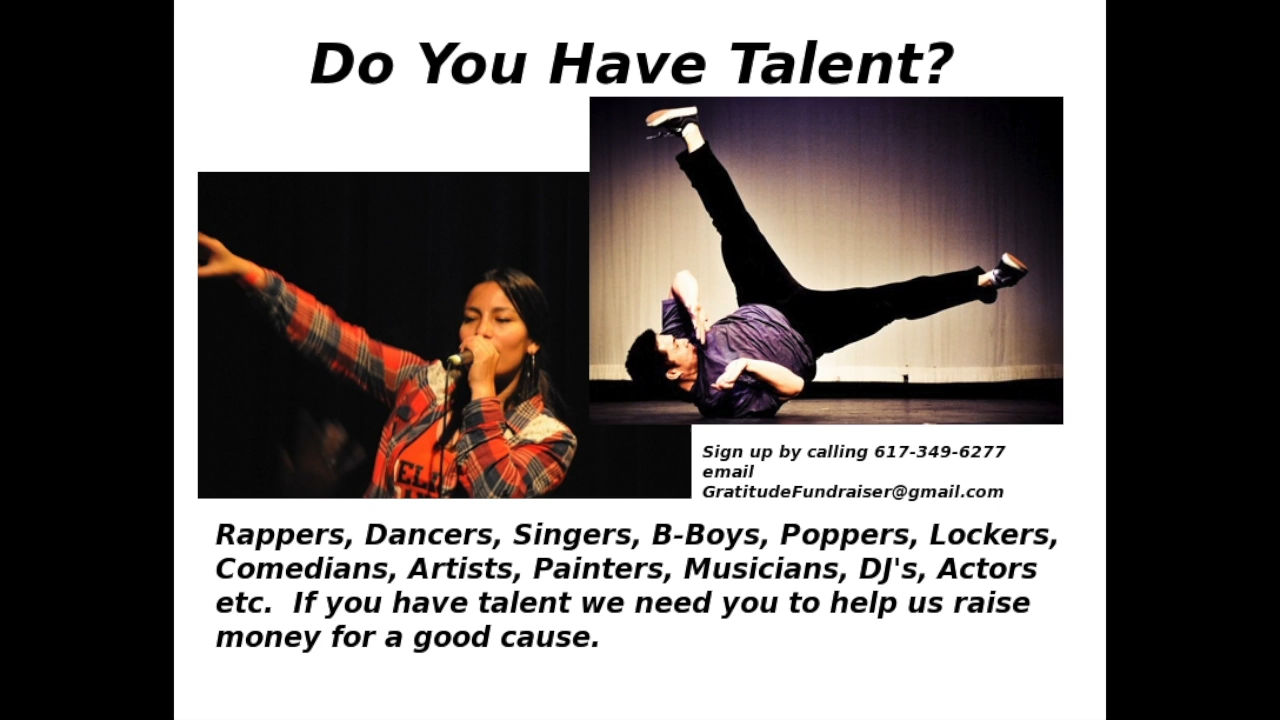 Do You Have Talent?
Sign up by calling 617-349-6277
email
GratitudeFundraiser@gmail.com
Rappers, Dancers, Singers, B-Boys, Poppers, Lockers,
Comedians, Artists, Painters, Musicians, DJ's, Actors
etc.  If you have talent we need you to help us raise
money for a good cause.